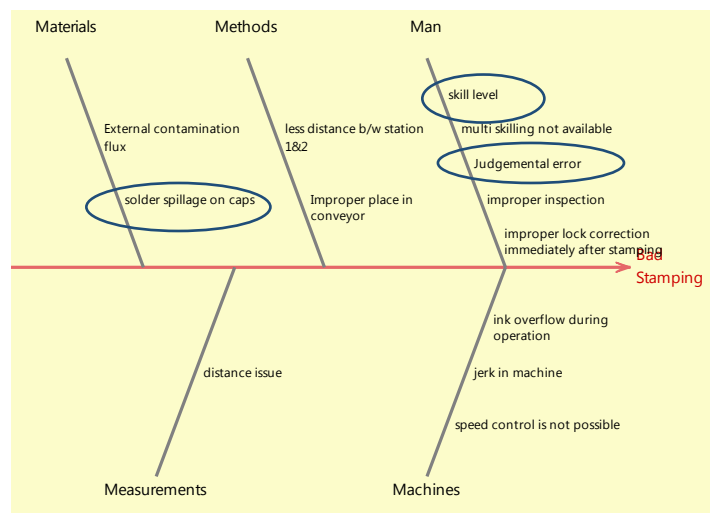 Materials
Methods
Man
skill level
External contamination
flux
less distance b/w station
1&2
multi skilling not available
Judgemental error
solder spillage on caps
Improper place in
conveyor
improper inspection
improper lock correction
immediately after stamping
Bad
Stamping
ink overflow during
operation
distance issue
jerk in machine
speed control is not possible
Measurements
Machines